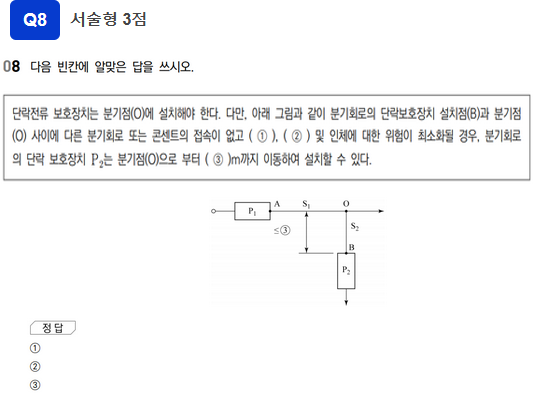 Q8 서술형 3점
08 다음 빈칸에 알맞은 답을 쓰시오.
단락전류 보호장치는 분기점(O)에 설치해야 한다. 다만, 아래 그림과 같이 분기회로의 단락보호장치 설치점(B)과 분기점
(O) 사이에 다른 분기회로 또는 콘센트의 접속이 없고 ( ① ), ( ② ) 및 인체에 대한 위험이 최소화될 경우, 분기회로
의 단락 보호장치 P₂는 분기점(O)으로 부터 ( ③ )m까지 이동하여 설치할 수 있다.
P₁ A S₁ O
≤③ S₂
B
P₂
정답
①
②
③